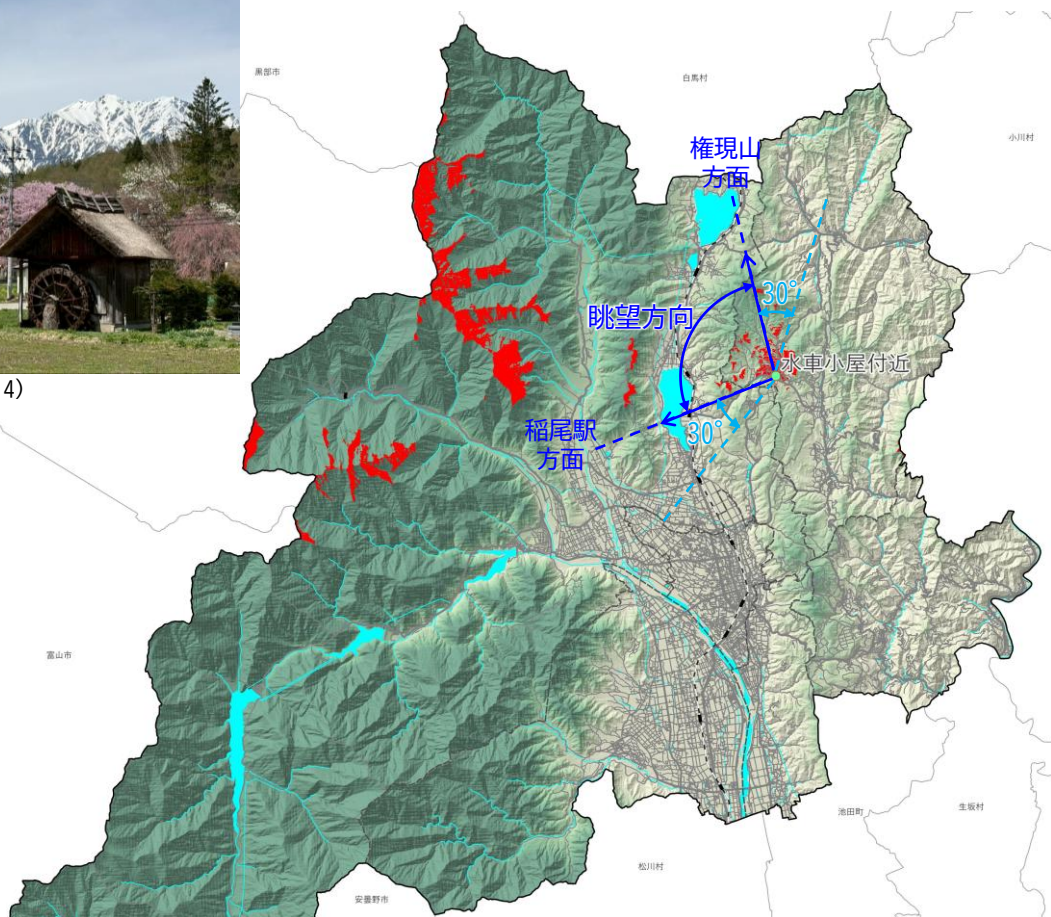 4)
黒部市
白馬村
小川村
権現山
方面
30°
眺望方向
水車小屋付近
稲尾駅
方面
30°
富山市
池田町
生坂村
松川村
安曇野市